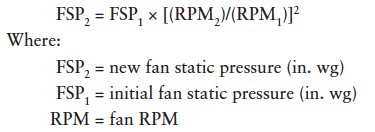 FSP₂ = FSP₁ × [(RPM₂)/(RPM₁)]²
Where:
FSP₂ = new fan static pressure (in. wg)
FSP₁ = initial fan static pressure (in. wg)
RPM = fan RPM